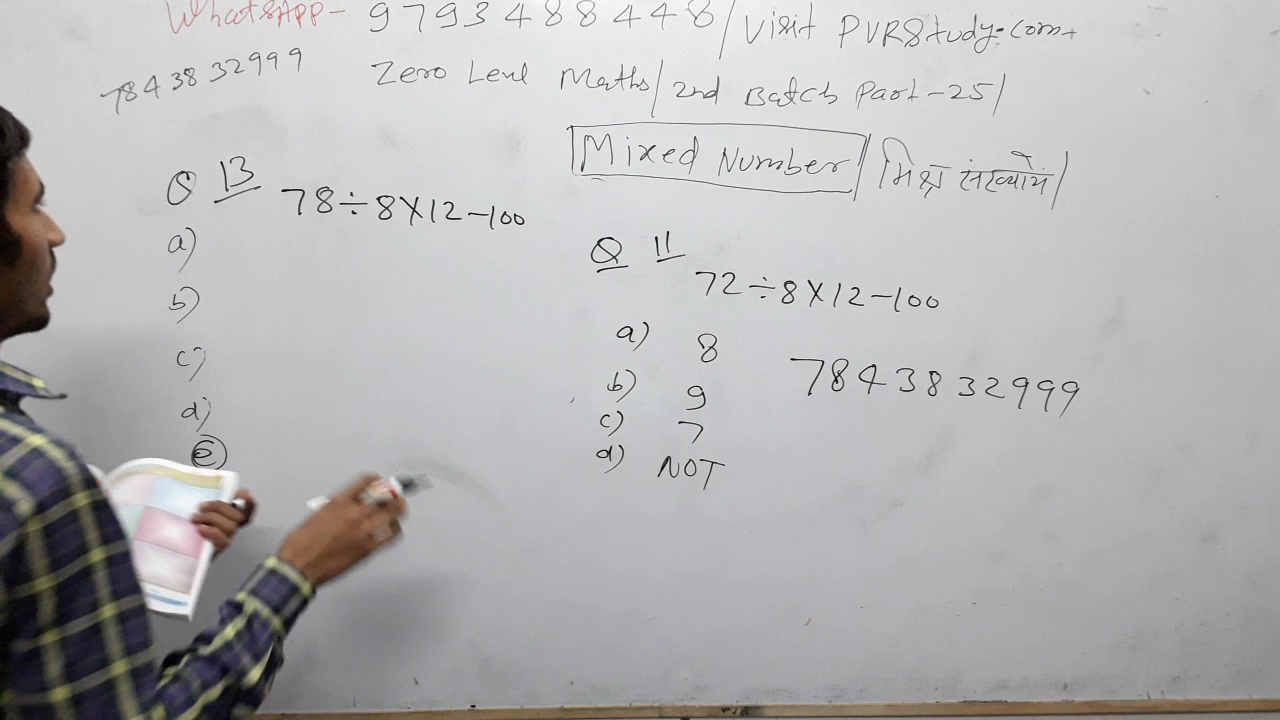 WhatsApp- 9793488448/Visit PVRStudy.com
7843832999 Zero Level Maths/2nd Batch Part-25/
Mixed Number/मिश्र संख्यायें/
Q 13
78÷8X12-100
a)
b)
c)
d)
e)
Q 11
72÷8X12-100
a) 8
b) 9
c) 7
d) NOT
7843832999